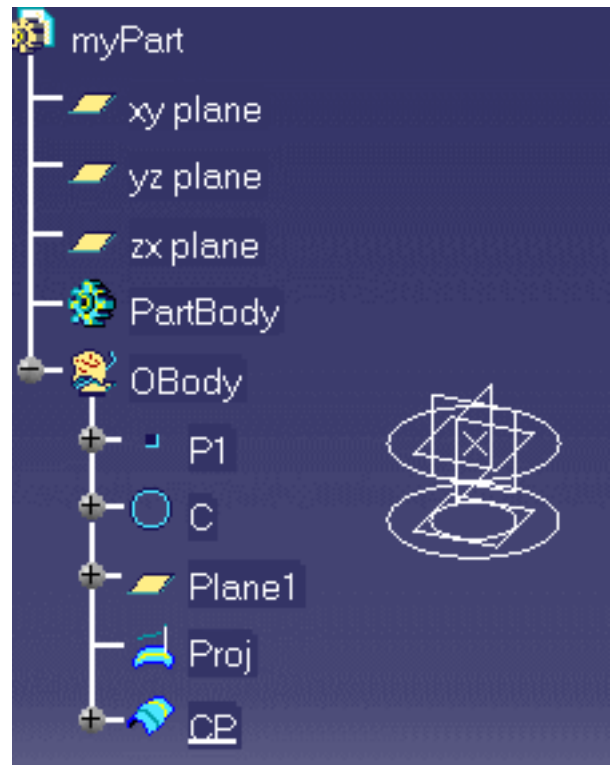 myPart
xy plane
yz plane
zx plane
PartBody
OBody
P1
C
Plane1
Proj
CP